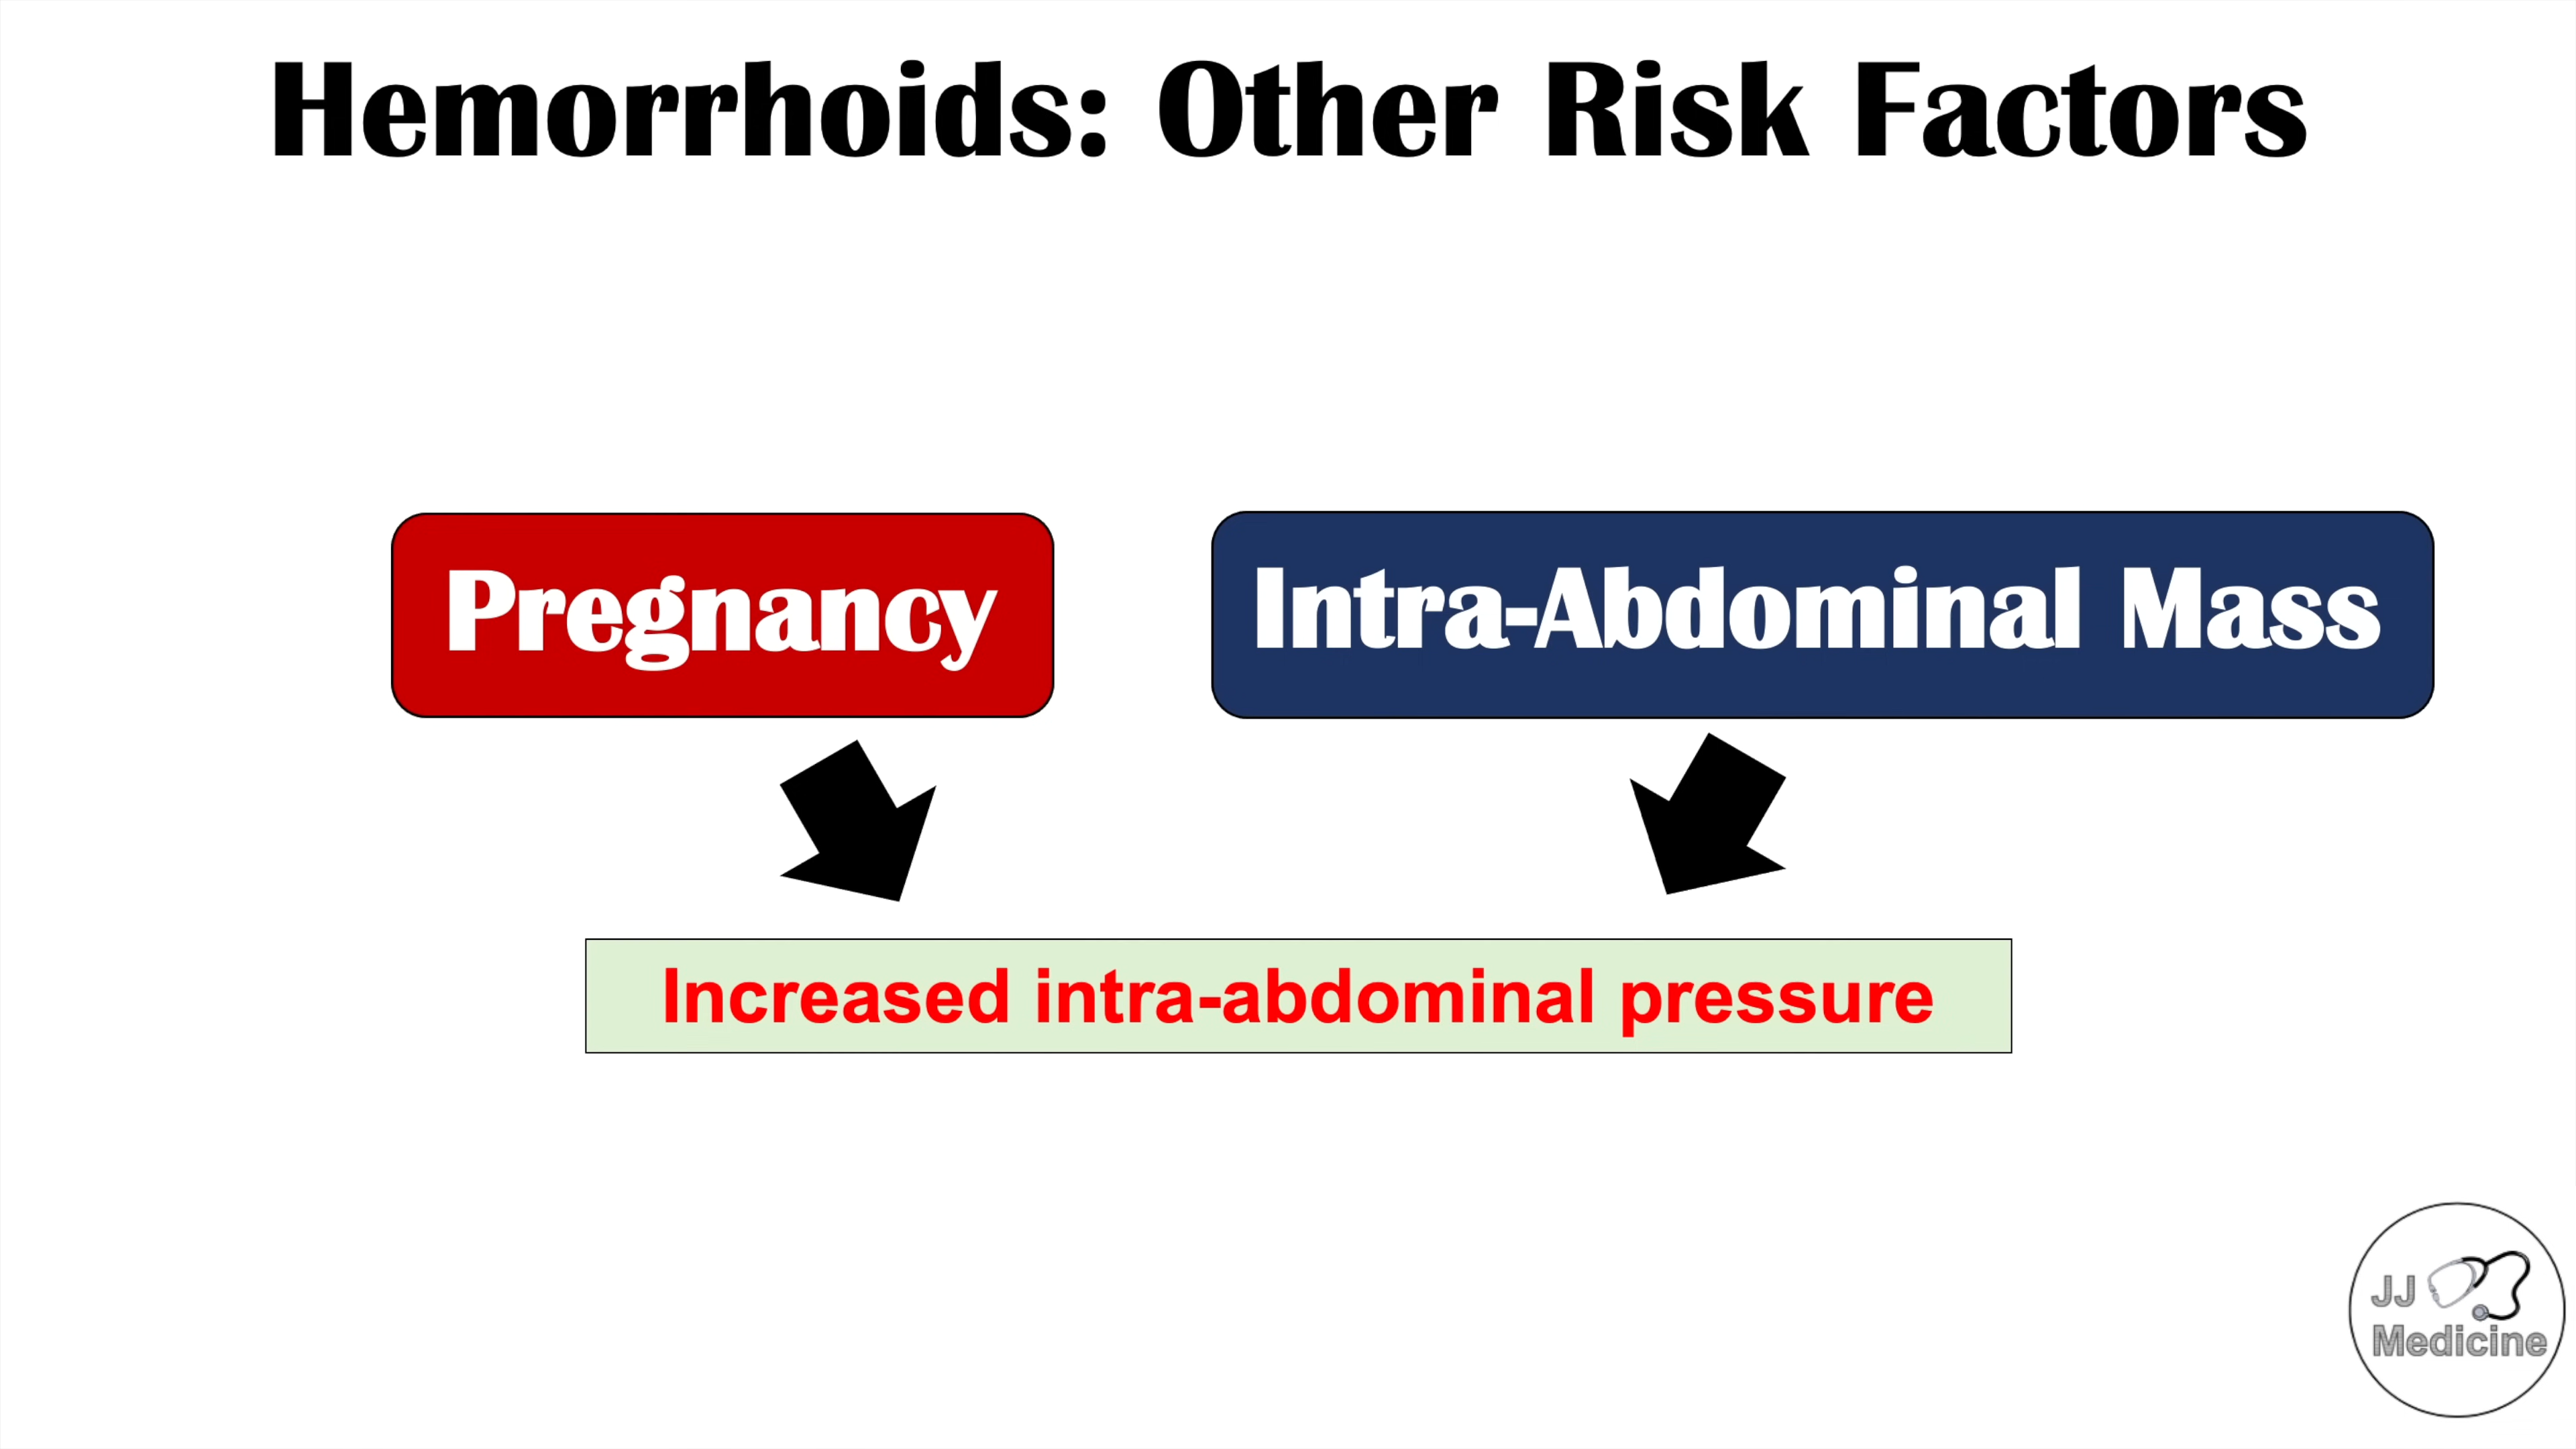 Hemorrhoids: Other Risk Factors
Pregnancy
Intra-Abdominal Mass
Increased intra-abdominal pressure
JJ
Medicine